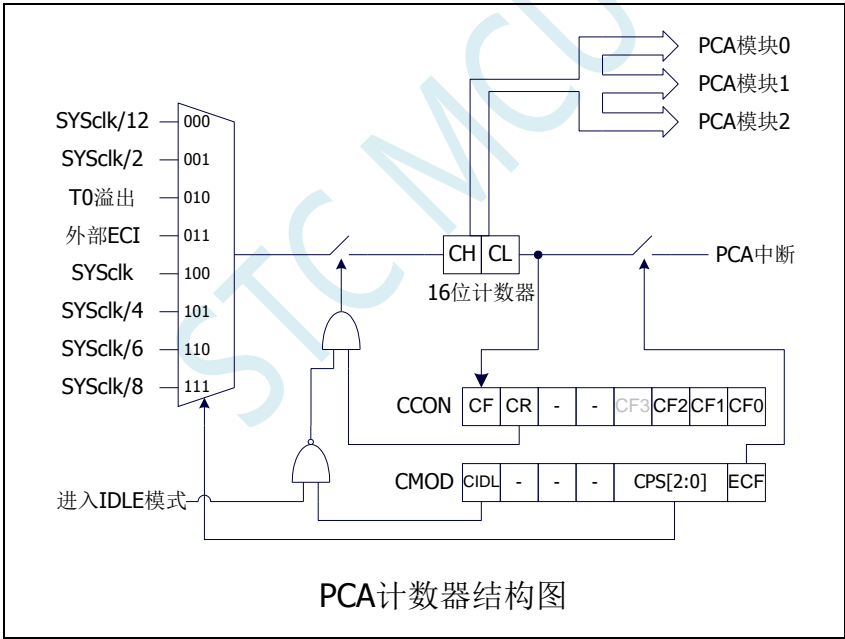 STC MCU
PCA模块0
PCA模块1
PCA模块2
SYSclk/12 000
SYSclk/2 001
T0溢出 010
外部ECI 011
SYSclk 100
SYSclk/4 101
SYSclk/6 110
SYSclk/8 111
CH CL
16位计数器
PCA中断
CCON CF CR - - CF3 CF2 CF1 CF0
CMOD CIDL - - - CPS[2:0] ECF
进入IDLE模式
PCA计数器结构图